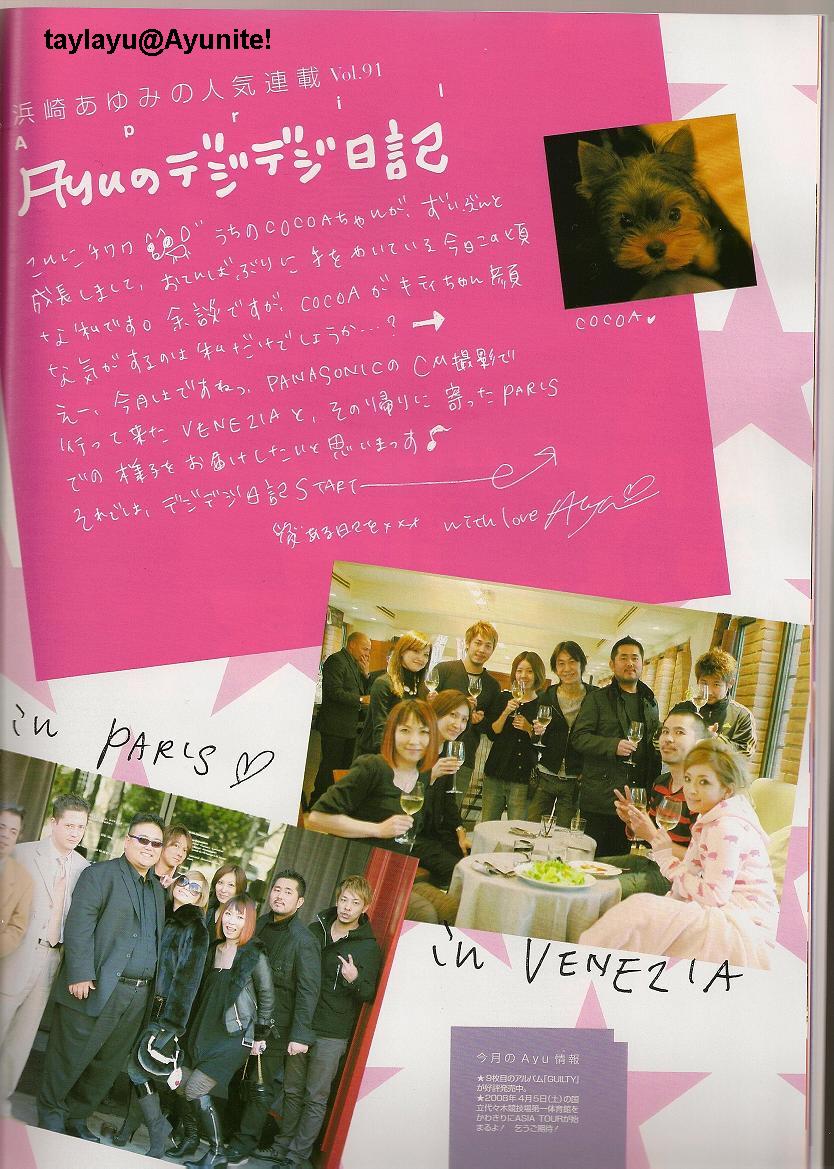 taylayu@Ayunite!
浜崎あゆみの人気連載 Vol.91
April
Ayuのデジデジ日記
こんにチワワ うちのCOCOAちゃんが、ずいぶんと
成長しまして、おてんばぶりに手をやいている今日この頃
な私です。余談ですが、COCOAがキティちゃん顔
な気がするのは私だけでしょうか…?→
えー、今月はですねっ、PANASONICのCM撮影で
行って来たVENEZIAと、その帰りに寄ったPARIS
での様子をお届けしたいと思いまっす♪
それでは、デジデジ日記START
愛ある日々を××× with love Ayu♡
COCOA♥
in PARIS♡
in VENEZIA
今月のAyu情報
★9枚目のアルバム「GUILTY」
が好評発売中。
★2008年4月5日(土)の国
立代々木競技場第一体育館を
かわきりにASIA TOURが始
まるよ! 乞うご期待!